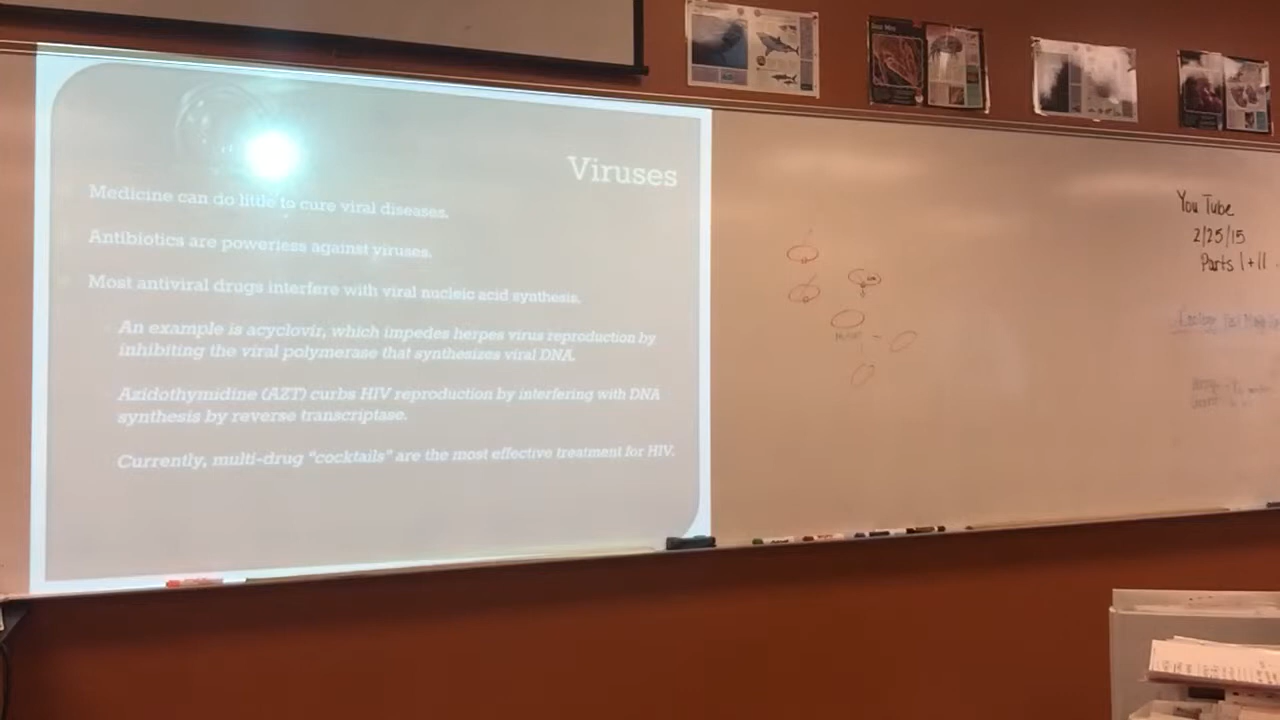 Viruses
Medicine can do little to cure viral diseases.
Antibiotics are powerless against viruses.
Most antiviral drugs interfere with viral nucleic acid synthesis.
An example is acyclovir, which impedes herpes virus reproduction by
inhibiting the viral polymerase that synthesizes viral DNA.
Azidothymidine (AZT) curbs HIV reproduction by interfering with DNA
synthesis by reverse transcriptase.
Currently, multi-drug "cocktails" are the most effective treatment for HIV.
You Tube
2/25/15
Parts I + II